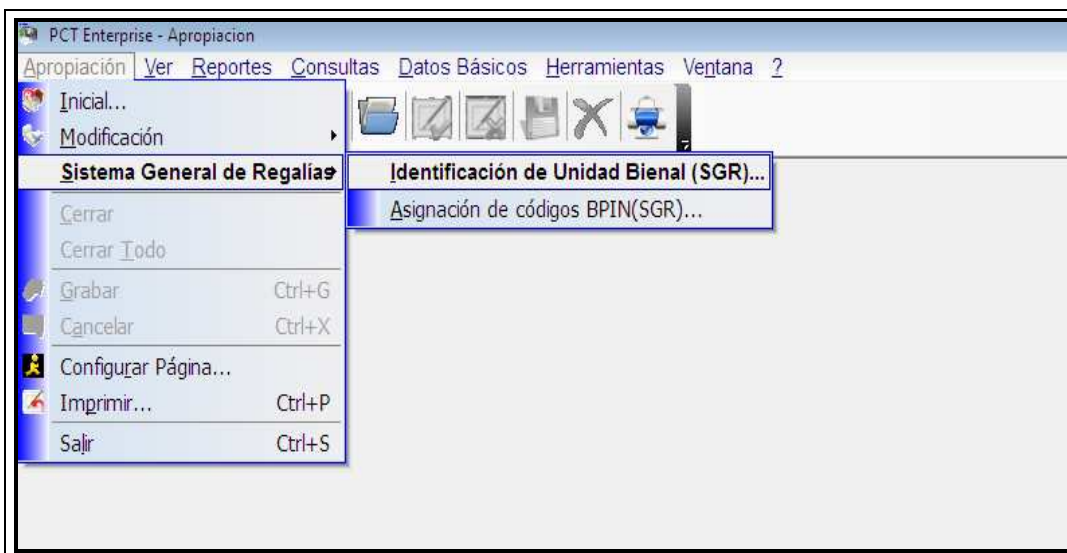 PCT Enterprise - Apropiacion
Apropiación Ver Reportes Consultas Datos Básicos Herramientas Ventana ?
Inicial...
Modificación
Sistema General de Regalías
Identificación de Unidad Bienal (SGR)...
Asignación de códigos BPIN(SGR)...
Cerrar
Cerrar Todo
Grabar Ctrl+G
Cancelar Ctrl+X
Configurar Página...
Imprimir... Ctrl+P
Salir Ctrl+S